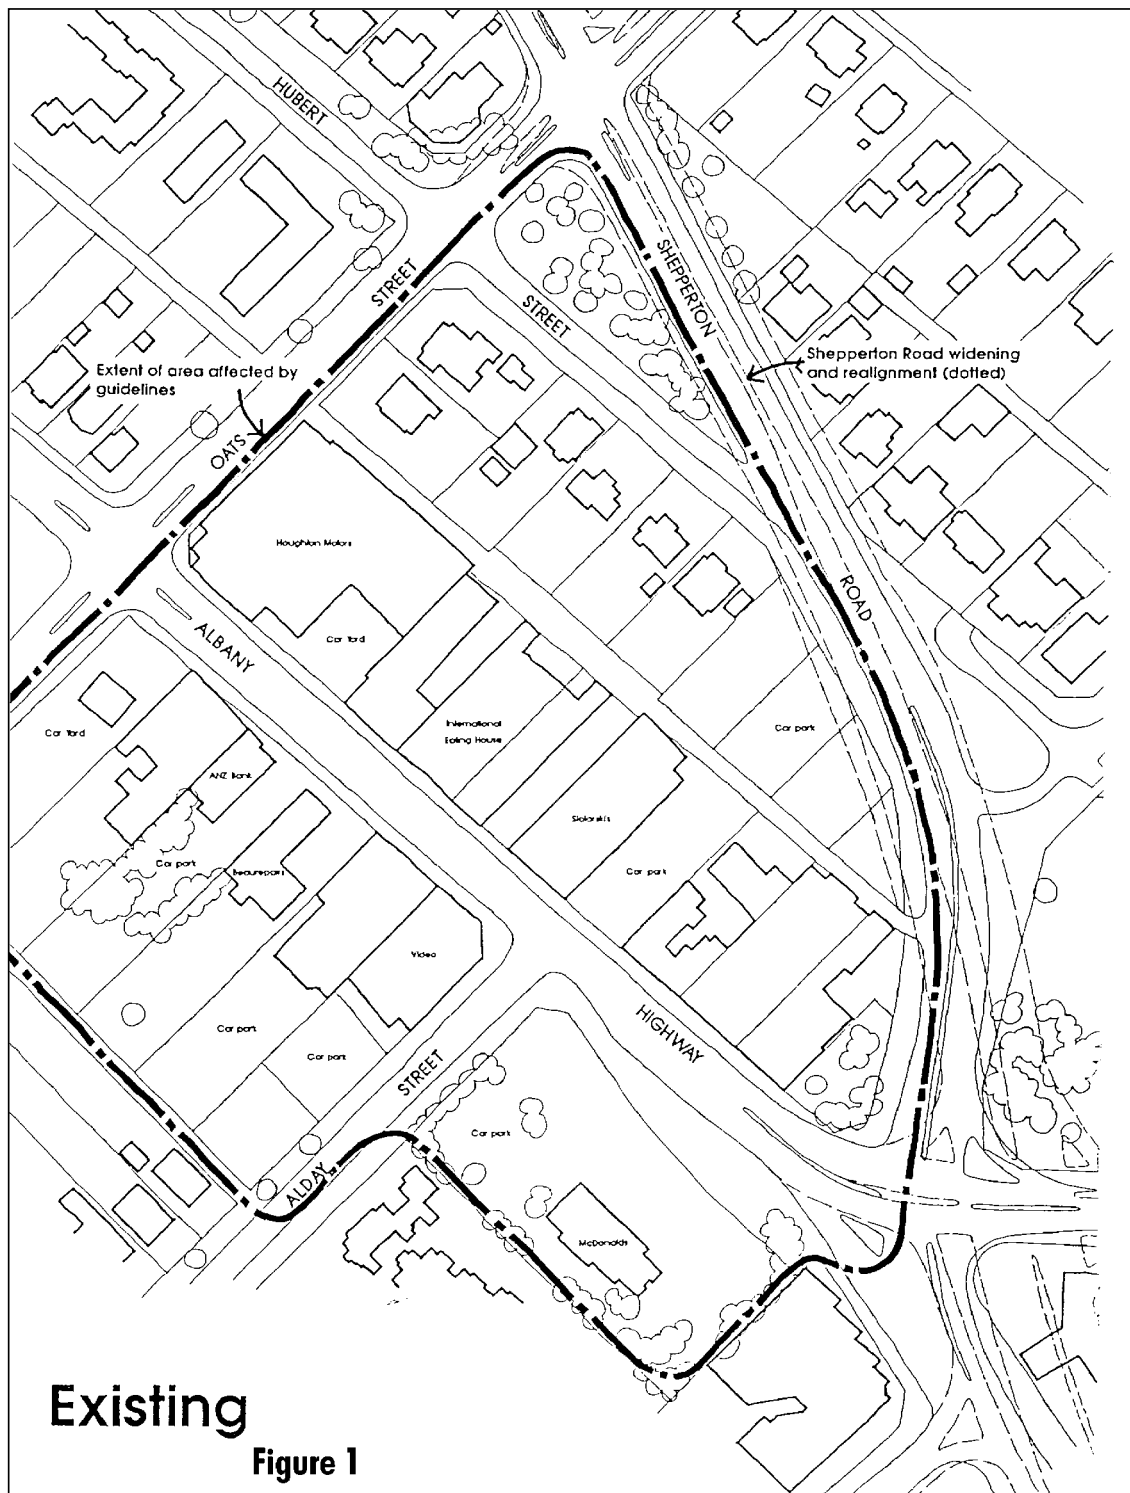 HUBERT
STREET
SHEPPERTON
STREET
Shepperton Road widening
and realignment (dotted)
Extent of area affected by
guidelines
OATS
Houghton Motors
ROAD
Car Yard
ALBANY
International
Eating House
Car park
Car Yard
ANZ Bank
Car park
Beaurepairs
Car park
Video
HIGHWAY
Car park
Car park
STREET
Car park
ALDAY
McDonalds
Existing
Figure 1